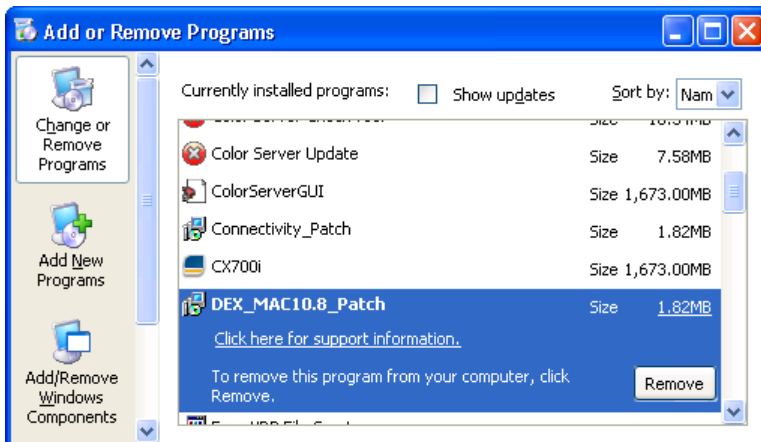 Add or Remove Programs
Change or
Remove
Programs
Add New
Programs
Add/Remove
Windows
Components
Currently installed programs: Show updates Sort by: Nam
Color Server Update Size 7.58MB
ColorServerGUI Size 1,673.00MB
Connectivity_Patch Size 1.82MB
CX700i Size 1,673.00MB
DEX_MAC10.8_Patch Size 1.82MB
Click here for support information.
To remove this program from your computer, click
Remove.
Remove